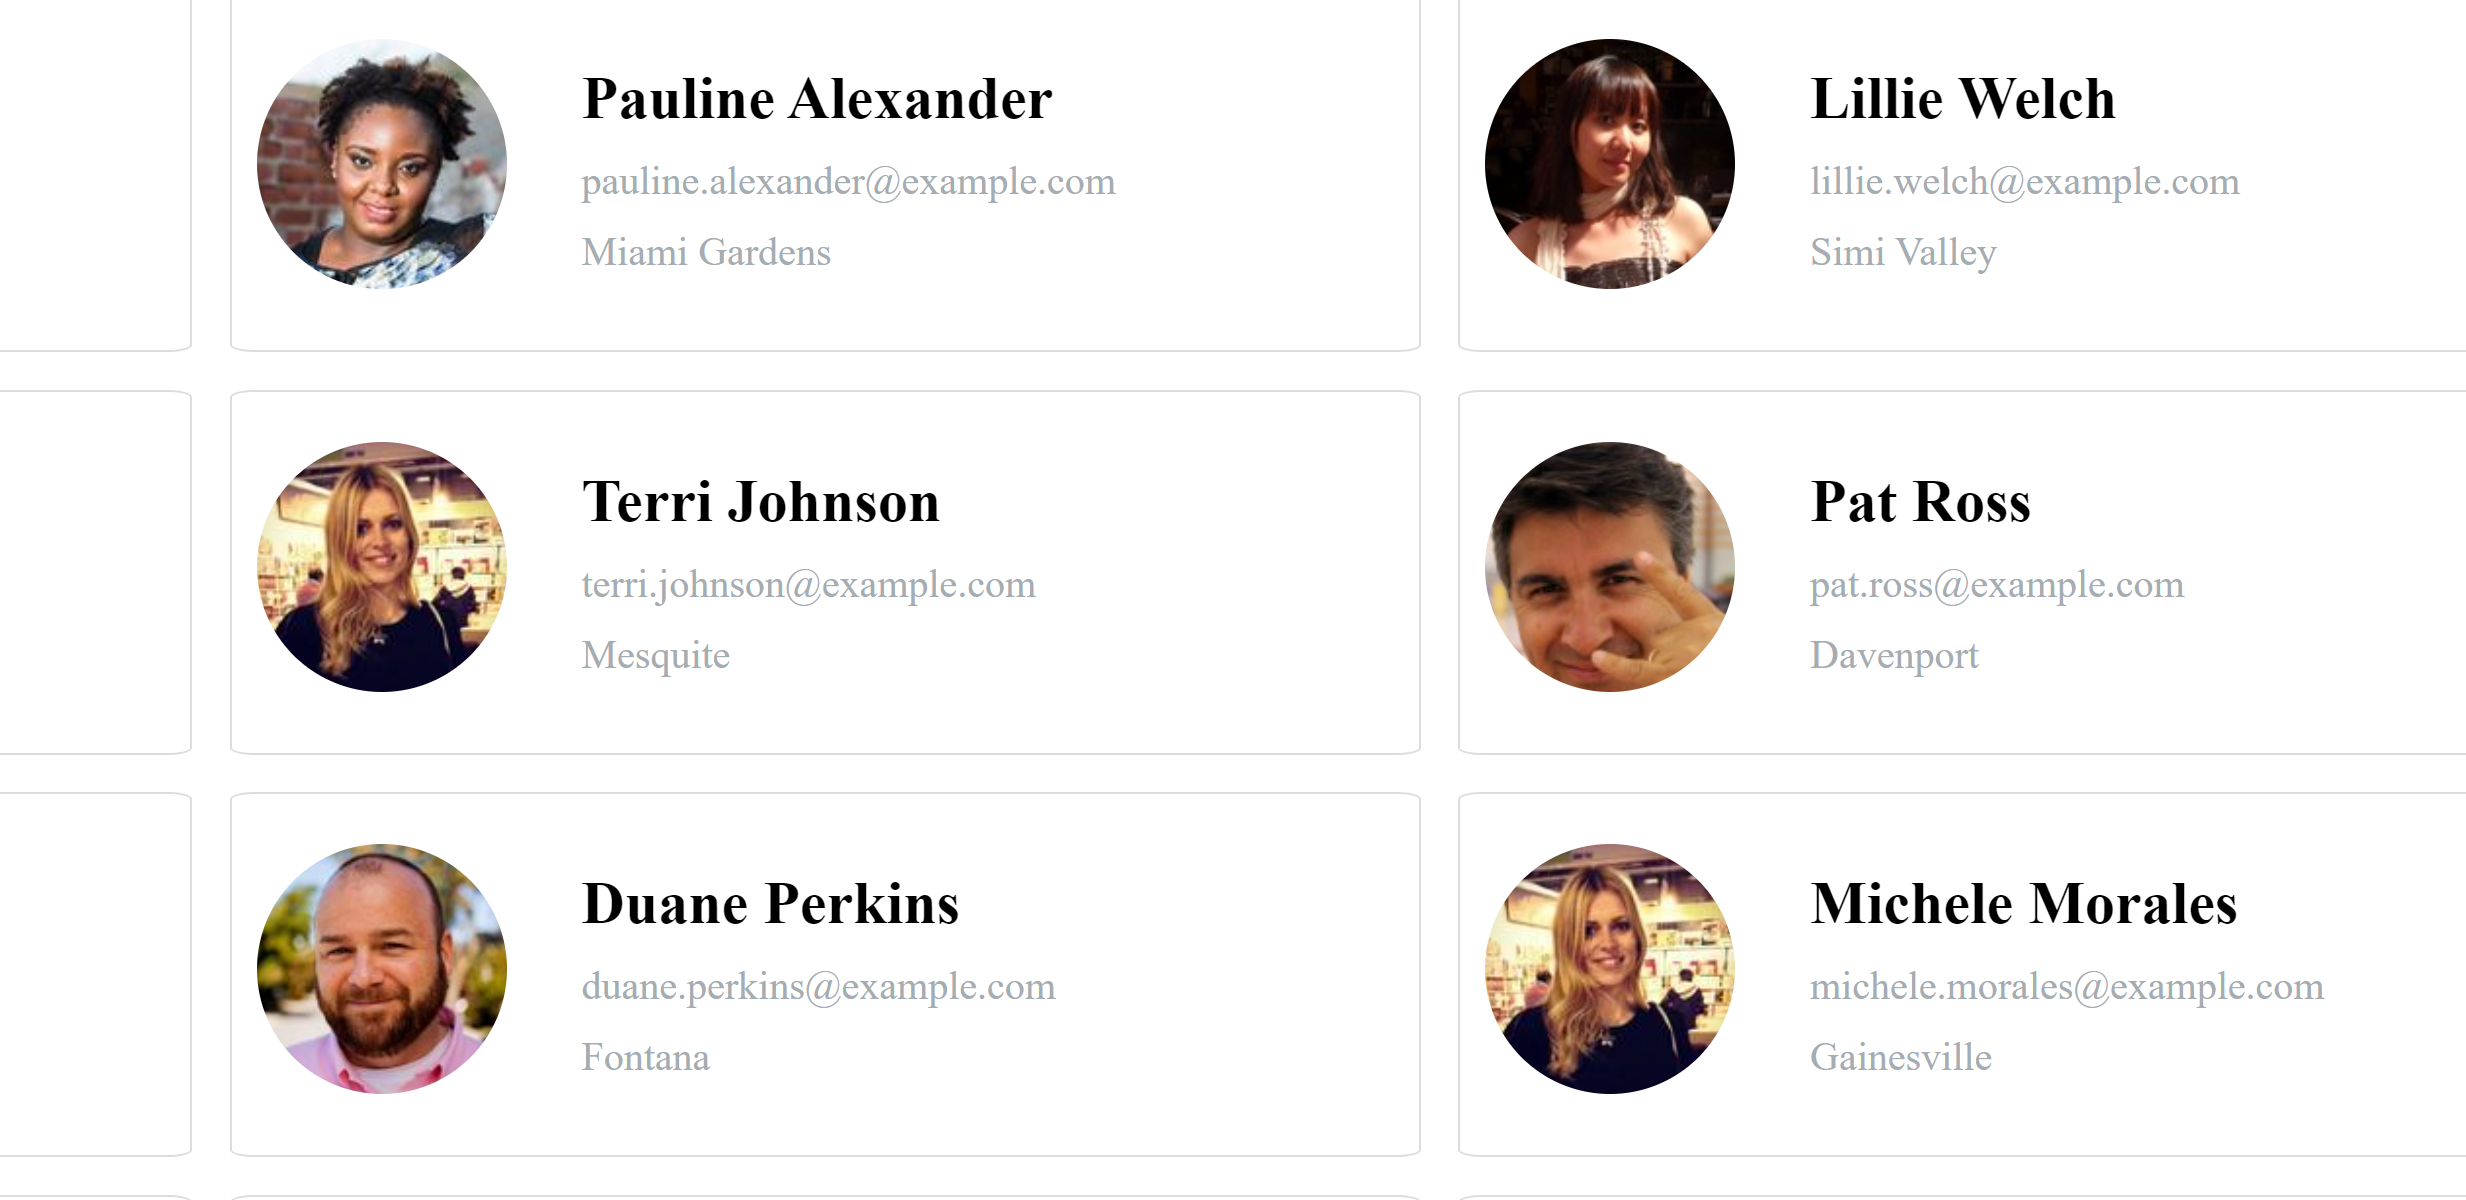 Pauline Alexander
pauline.alexander@example.com
Miami Gardens
Lillie Welch
lillie.welch@example.com
Simi Valley
Terri Johnson
terri.johnson@example.com
Mesquite
Pat Ross
pat.ross@example.com
Davenport
Duane Perkins
duane.perkins@example.com
Fontana
Michele Morales
michele.morales@example.com
Gainesville